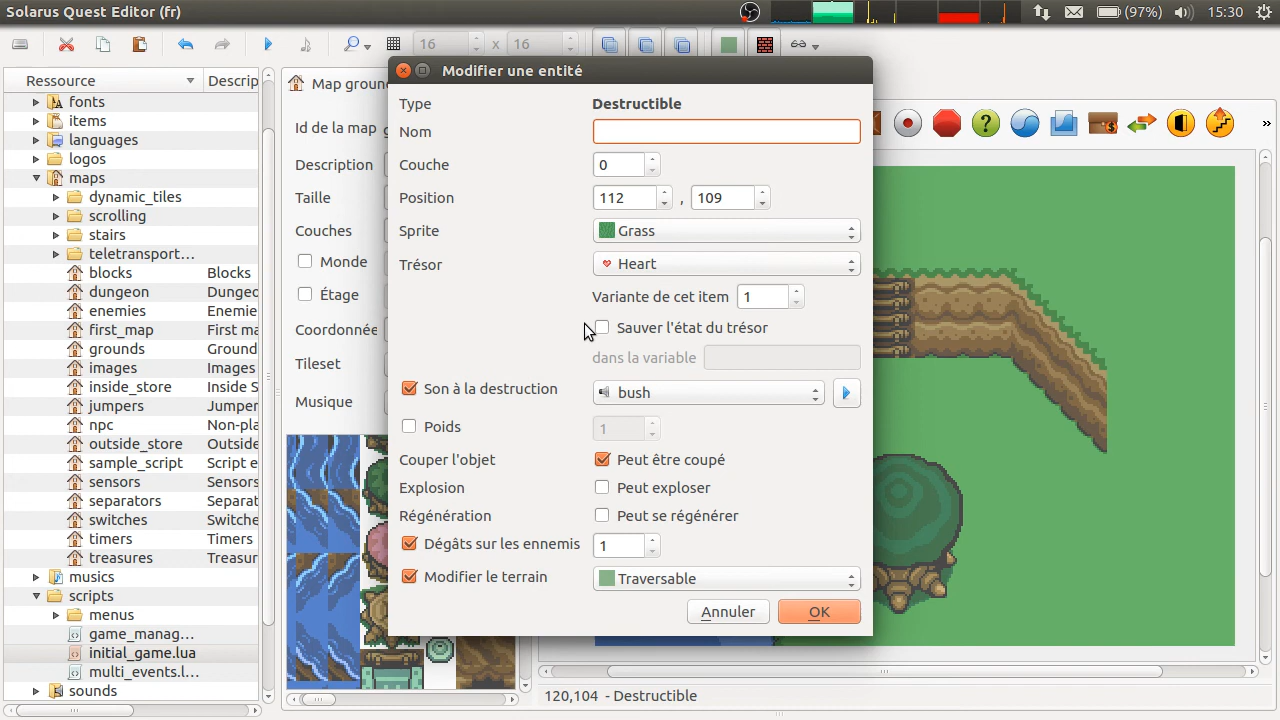 Solarus Quest Editor (fr)
(97%)
15:30
16 x 16
Ressource
Descrip
fonts
items
languages
logos
maps
dynamic_tiles
scrolling
stairs
teletransport...
blocks Blocks
dungeon Dungeo
enemies Enemie
first_map First ma
grounds Ground
images Images
inside_store Inside S
jumpers Jumper
npc Non-pla
outside_store Outside
sample_script Script e
sensors Sensors
separators Separat
switches Switche
timers Timers
treasures Treasur
musics
scripts
menus
game_manag...
initial_game.lua
multi_events.l...
sounds
Map groun
Id de la map g
Description
Taille
Couches
Monde
Étage
Coordonnée
Tileset
Musique
Modifier une entité
Type Destructible
Nom
Couche 0
Position 112 , 109
Sprite Grass
Trésor Heart
Variante de cet item 1
Sauver l'état du trésor
dans la variable
Son à la destruction bush
Poids 1
Couper l'objet Peut être coupé
Explosion Peut exploser
Régénération Peut se régénérer
Dégâts sur les ennemis 1
Modifier le terrain Traversable
Annuler OK
»
120,104 - Destructible